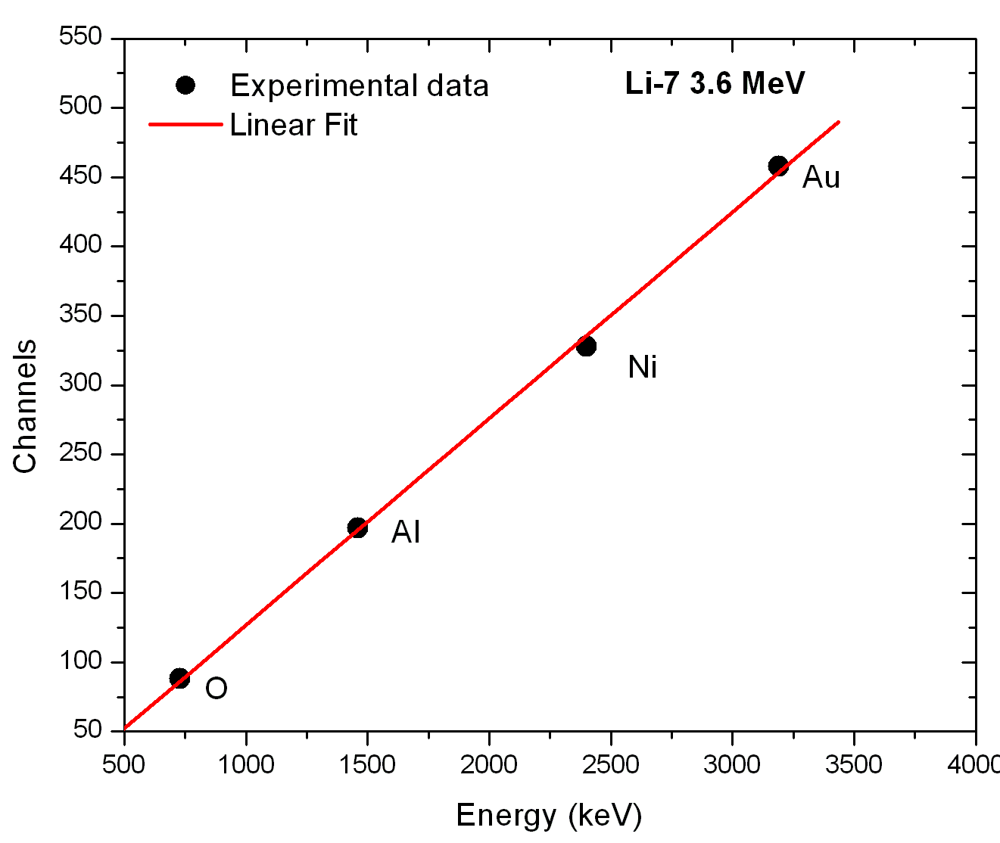 550
500
450
400
350
300
250
200
150
100
50
Channels
Experimental data
Linear Fit
Li-7 3.6 MeV
Au
Ni
Al
O
500 1000 1500 2000 2500 3000 3500 4000
Energy (keV)